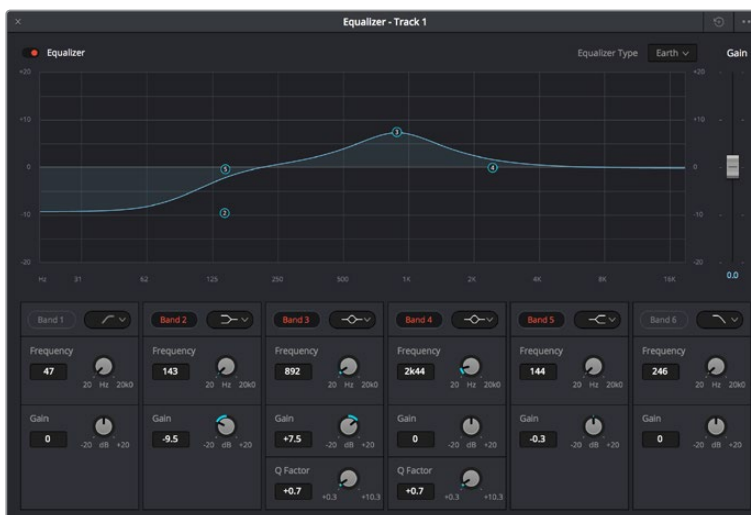 Equalizer - Track 1
Equalizer
Equalizer Type Earth Gain
+20 +20
+10 +10
0 0
-10 -10
-20 -20
5 3 4 2
Hz 31 62 125 250 500 1K 2K 4K 8K 16K
0.0
Band 1 Band 2 Band 3 Band 4 Band 5 Band 6
Frequency Frequency Frequency Frequency Frequency Frequency
47 143 892 2k44 144 246
20 Hz 20k0 20 Hz 20k0 20 Hz 20k0 20 Hz 20k0 20 Hz 20k0 20 Hz 20k0
Gain Gain Gain Gain Gain Gain
0 -9.5 +7.5 0 -0.3 0
-20 dB +20 -20 dB +20 -20 dB +20 -20 dB +20 -20 dB +20 -20 dB +20
Q Factor Q Factor
+0.7 +0.7
+0.3 +10.3 +0.3 +10.3